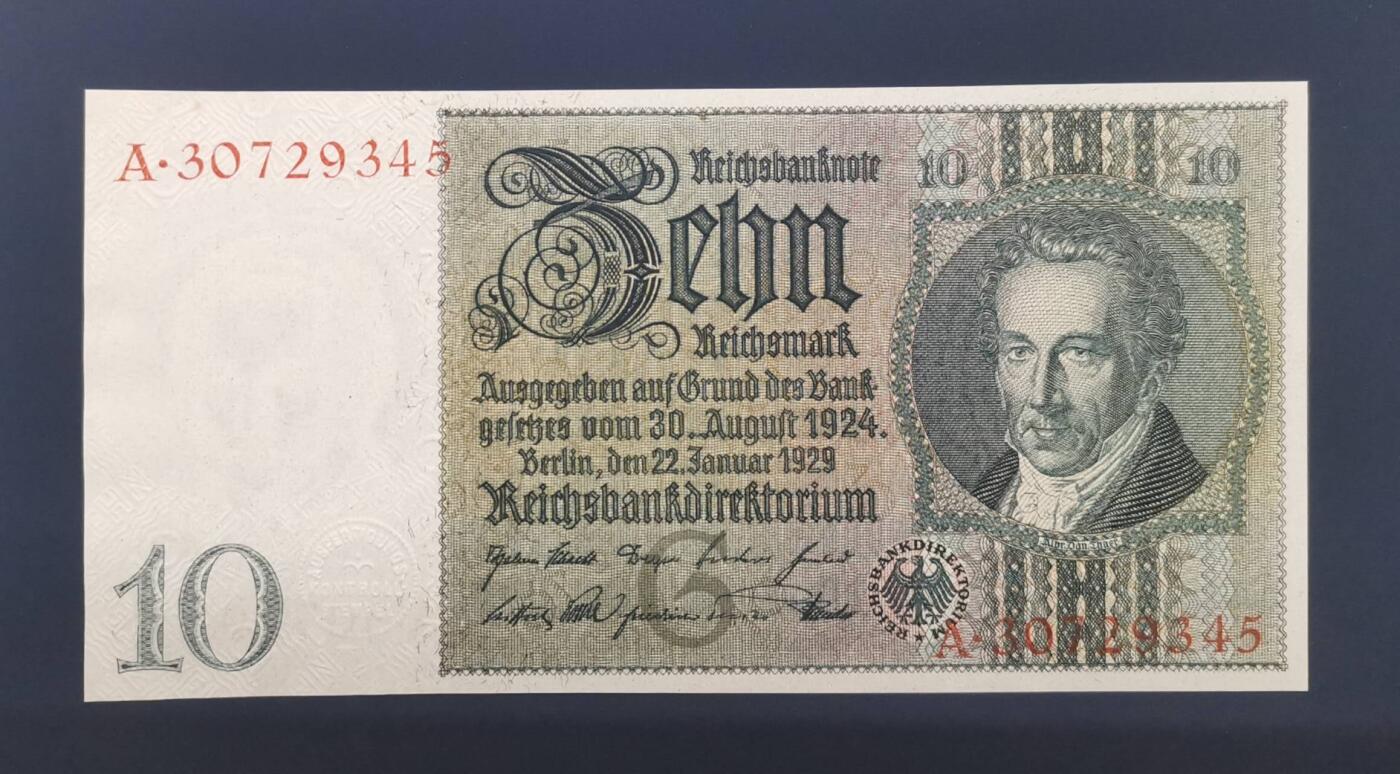 A·30729345
Reichsbanknote
10 10
Zehn
Reichsmark
Ausgegeben auf Grund des Bank-
gesetzes vom 30. August 1924.
Berlin, den 22. Januar 1929
Reichsbankdirektorium
G
REICHSBANKDIREKTORIUM
A·30729345
10